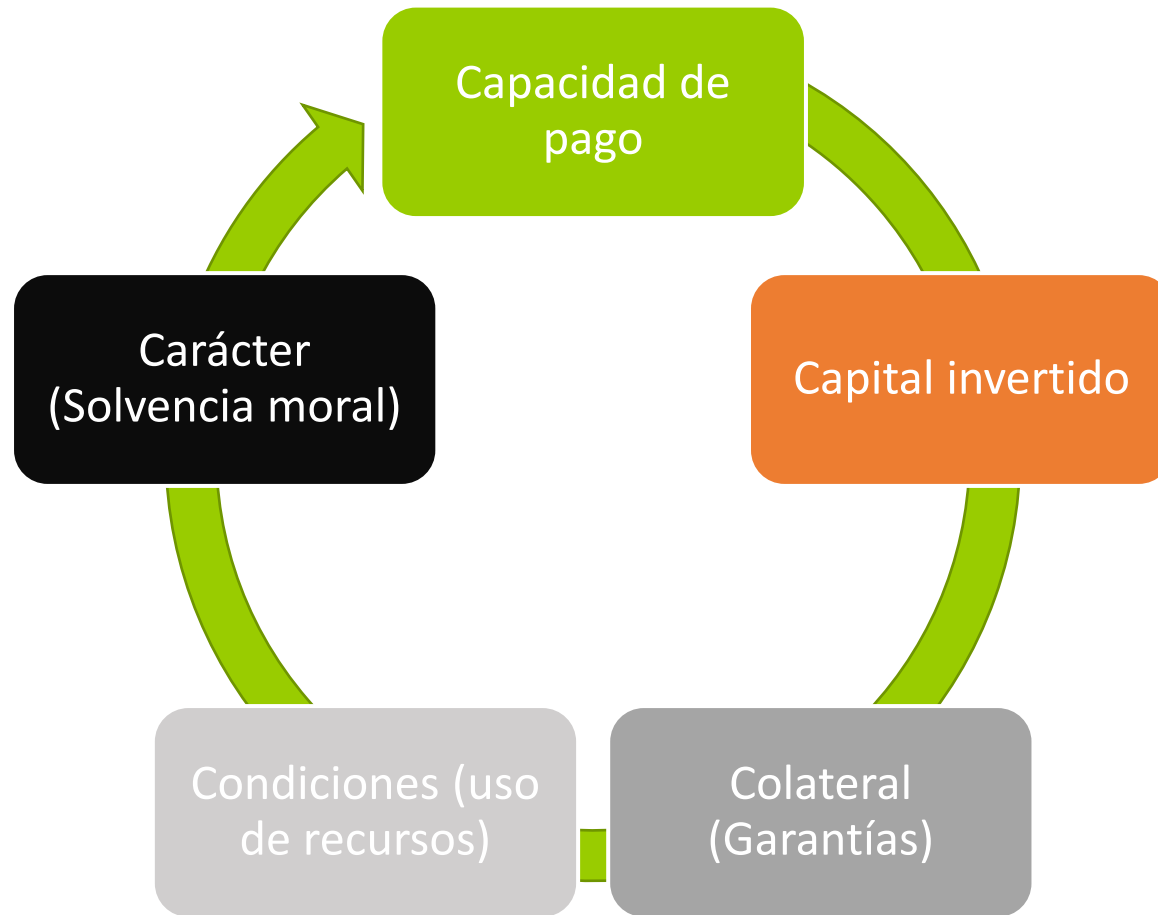 Capacidad de
pago
Capital invertido
Colateral
(Garantías)
Condiciones (uso
de recursos)
Carácter
(Solvencia moral)